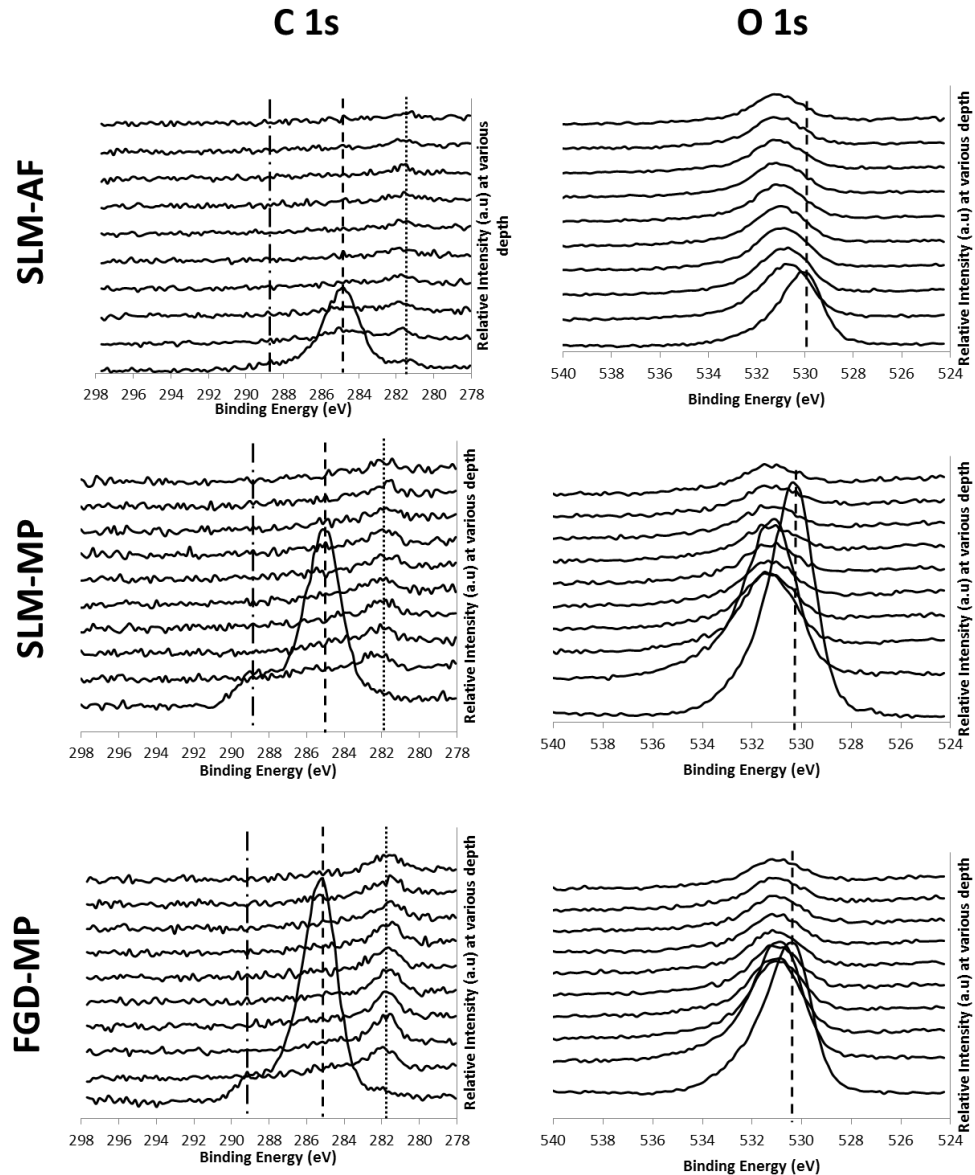 C 1s
O 1s
SLM-AF
298 296 294 292 290 288 286 284 282 280 278
Binding Energy (eV)
Relative Intensity (a.u) at various
depth
540 538 536 534 532 530 528 526 524
Binding Energy (eV)
Relative Intensity (a.u) at various depth
SLM-MP
298 296 294 292 290 288 286 284 282 280 278
Binding Energy (eV)
Relative Intensity (a.u) at various depth
540 538 536 534 532 530 528 526 524
Binding Energy (eV)
Relative Intensity (a.u) at various depth
FGD-MP
298 296 294 292 290 288 286 284 282 280 278
Binding Energy (eV)
Relative Intensity (a.u) at various depth
540 538 536 534 532 530 528 526 524
Binding Energy (eV)
Relative Intensity (a.u) at various depth